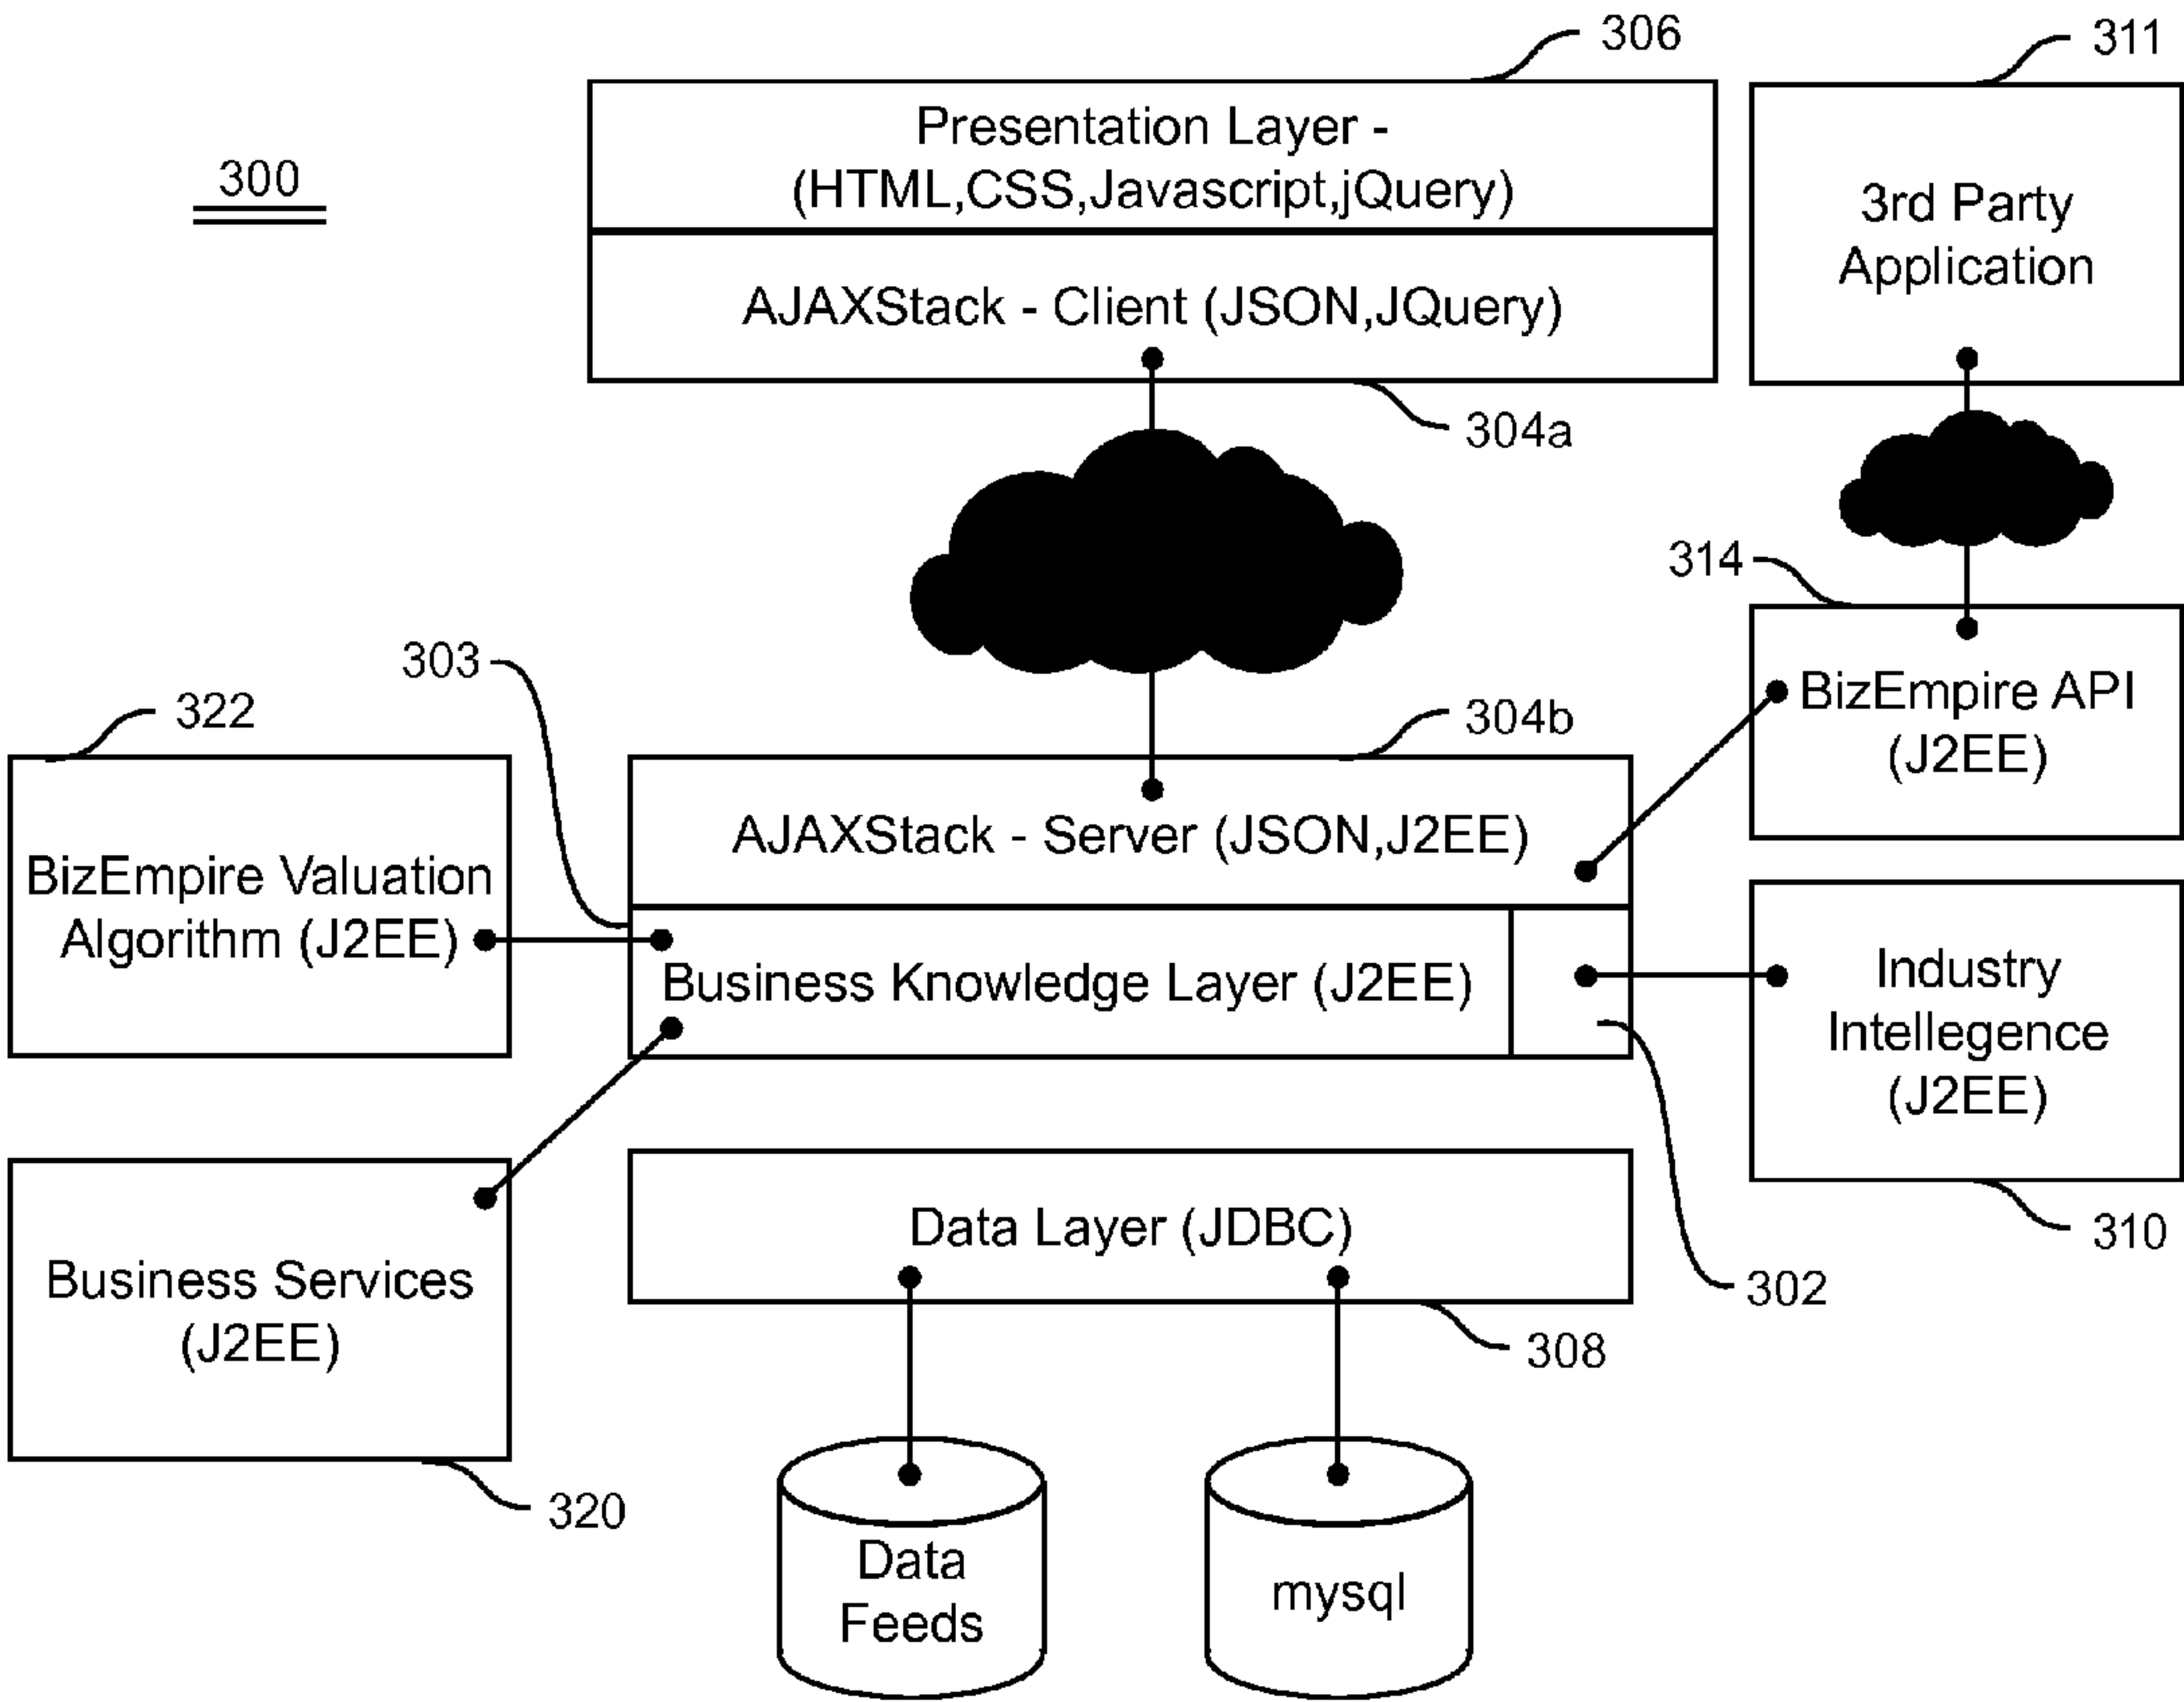 306
311
300
Presentation Layer -
(HTML,CSS,Javascript,jQuery)
3rd Party
Application
AJAXStack - Client (JSON,JQuery)
304a
314
303
322
304b
BizEmpire API
(J2EE)
AJAXStack - Server (JSON,J2EE)
BizEmpire Valuation
Algorithm (J2EE)
Business Knowledge Layer (J2EE)
Industry
Intellegence
(J2EE)
310
302
Data Layer (JDBC)
308
Business Services
(J2EE)
320
Data
Feeds
mysql